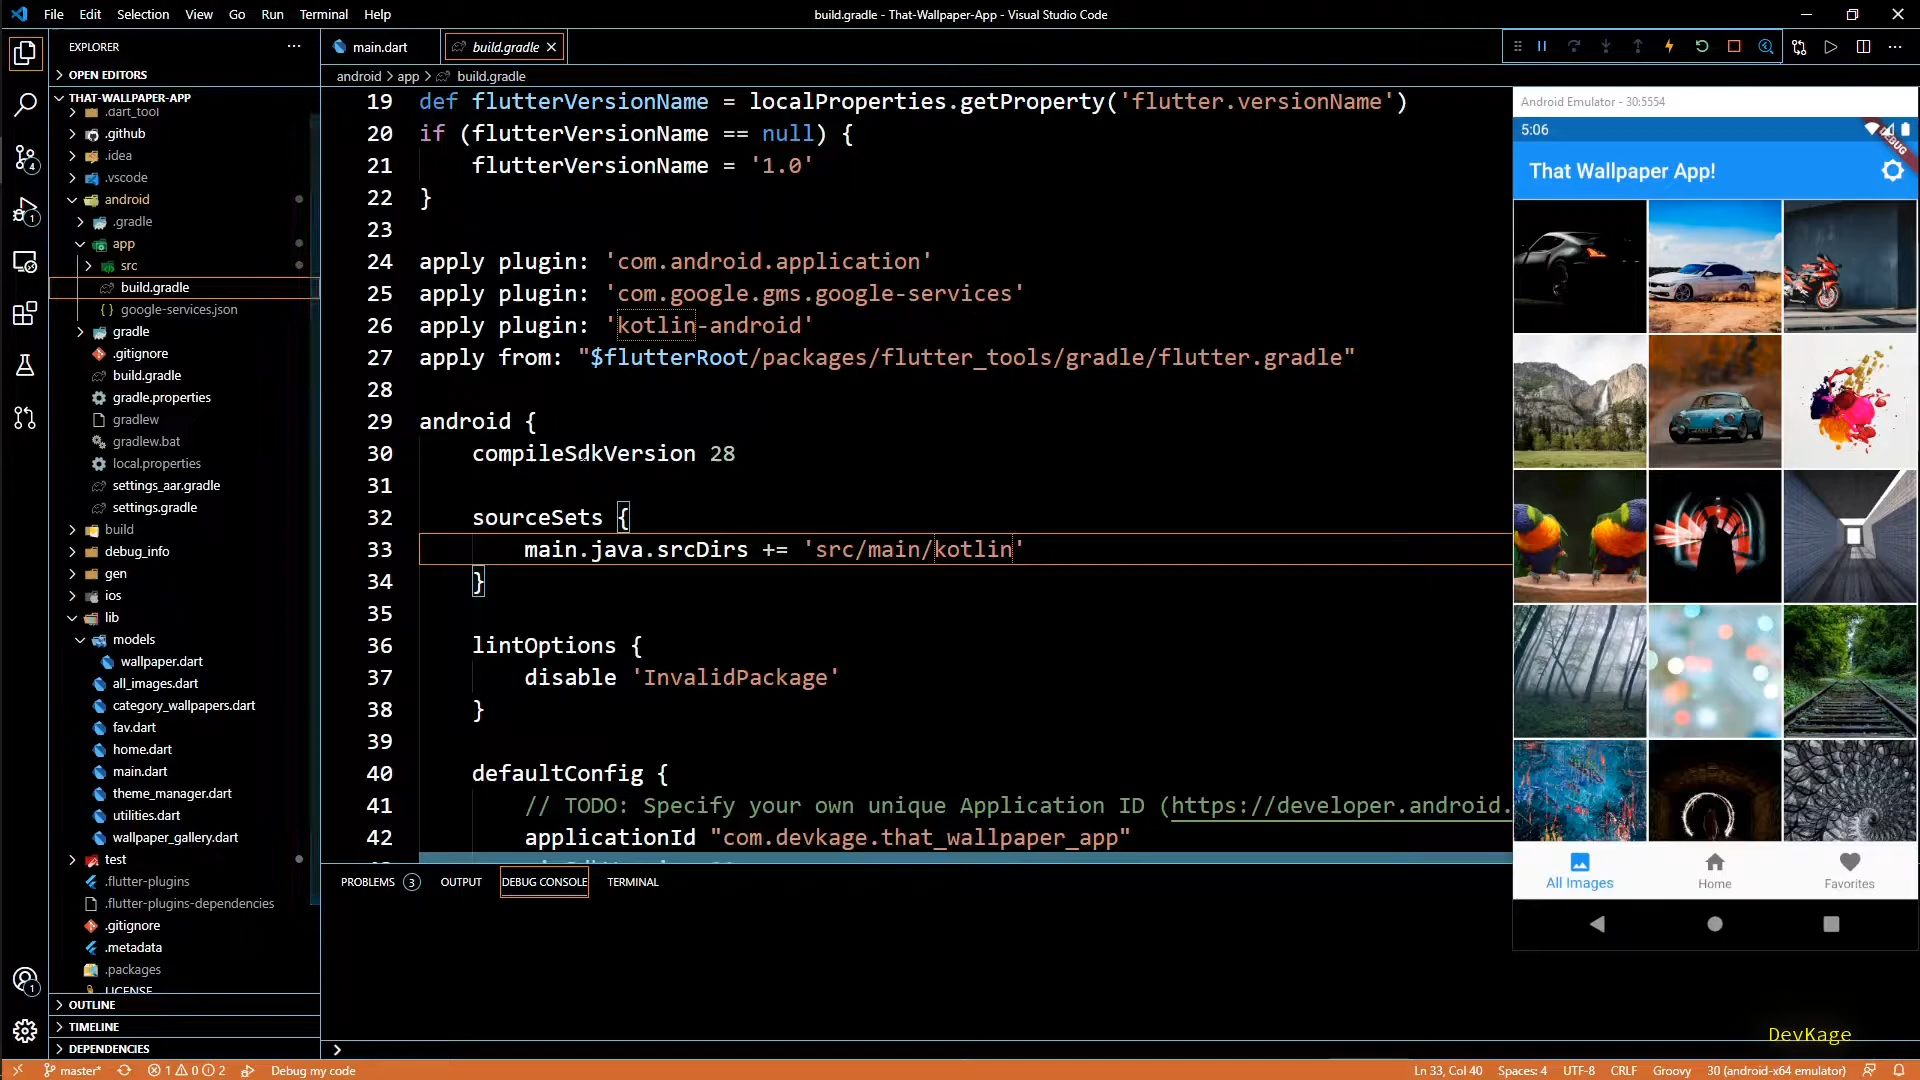 File Edit Selection View Go Run Terminal Help
build.gradle - That-Wallpaper-App - Visual Studio Code
EXPLORER
OPEN EDITORS
THAT-WALLPAPER-APP
.dart_tool
.github
.idea
.vscode
android
.gradle
app
src
build.gradle
google-services.json
gradle
.gitignore
build.gradle
gradle.properties
gradlew
gradlew.bat
local.properties
settings_aar.gradle
settings.gradle
build
debug_info
gen
ios
lib
models
wallpaper.dart
all_images.dart
category_wallpapers.dart
fav.dart
home.dart
main.dart
theme_manager.dart
utilities.dart
wallpaper_gallery.dart
test
.flutter-plugins
.flutter-plugins-dependencies
.gitignore
.metadata
.packages
LICENSE
OUTLINE
TIMELINE
DEPENDENCIES
4
1
1
main.dart
build.gradle
android > app > build.gradle
19 def flutterVersionName = localProperties.getProperty('flutter.versionName')
20 if (flutterVersionName == null) {
21 flutterVersionName = '1.0'
22 }
23
24 apply plugin: 'com.android.application'
25 apply plugin: 'com.google.gms.google-services'
26 apply plugin: 'kotlin-android'
27 apply from: "$flutterRoot/packages/flutter_tools/gradle/flutter.gradle"
28
29 android {
30 compileSdkVersion 28
31
32 sourceSets {
33 main.java.srcDirs += 'src/main/kotlin'
34 }
35
36 lintOptions {
37 disable 'InvalidPackage'
38 }
39
40 defaultConfig {
41 // TODO: Specify your own unique Application ID (https://developer.android.
42 applicationId "com.devkage.that_wallpaper_app"
PROBLEMS 3 OUTPUT DEBUG CONSOLE TERMINAL
Android Emulator - 30:5554
5:06
DEBUG
That Wallpaper App!
All Images Home Favorites
DevKage
master* 1 0 2 Debug my code
Ln 33, Col 40 Spaces: 4 UTF-8 CRLF Groovy 30 (android-x64 emulator)